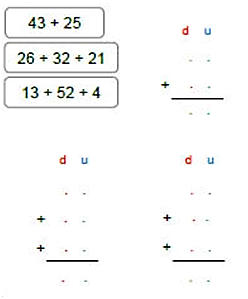 43 + 25
26 + 32 + 21
13 + 52 + 4
d u
. .
+ . .
. .
d u
. .
+ . .
+ . .
. .
d u
. .
+ . .
+ . .
. .